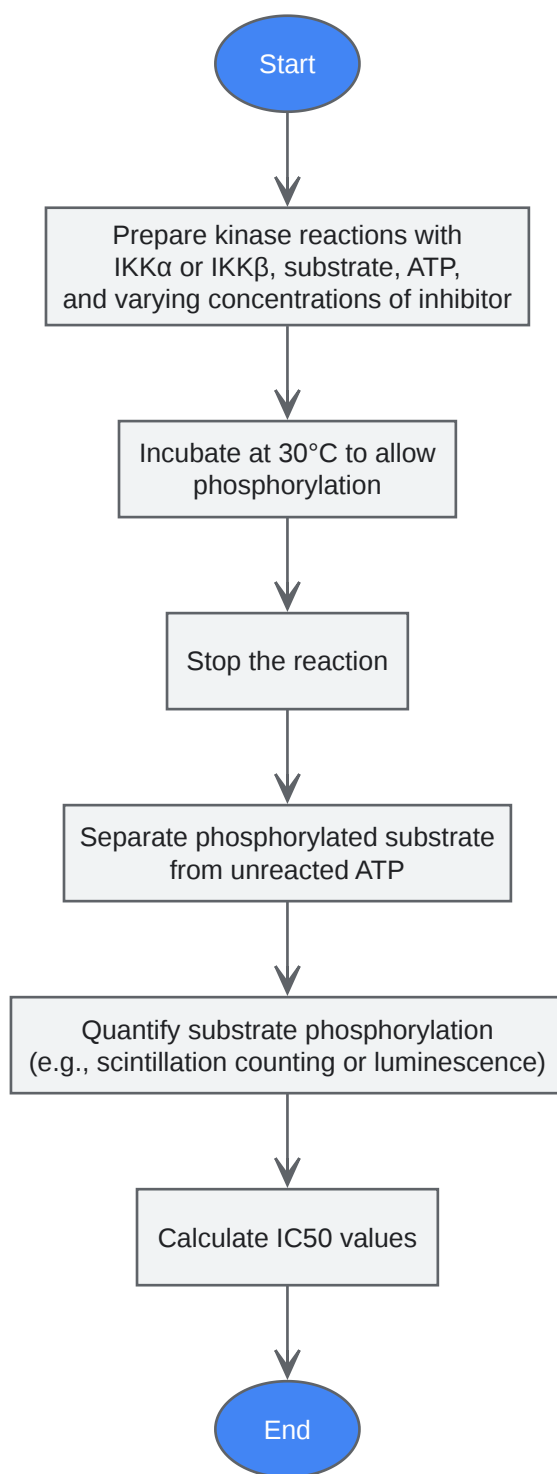 Start
Prepare kinase reactions with
IKKα or IKKβ, substrate, ATP,
and varying concentrations of inhibitor
Incubate at 30°C to allow
phosphorylation
Stop the reaction
Separate phosphorylated substrate
from unreacted ATP
Quantify substrate phosphorylation
(e.g., scintillation counting or luminescence)
Calculate IC50 values
End